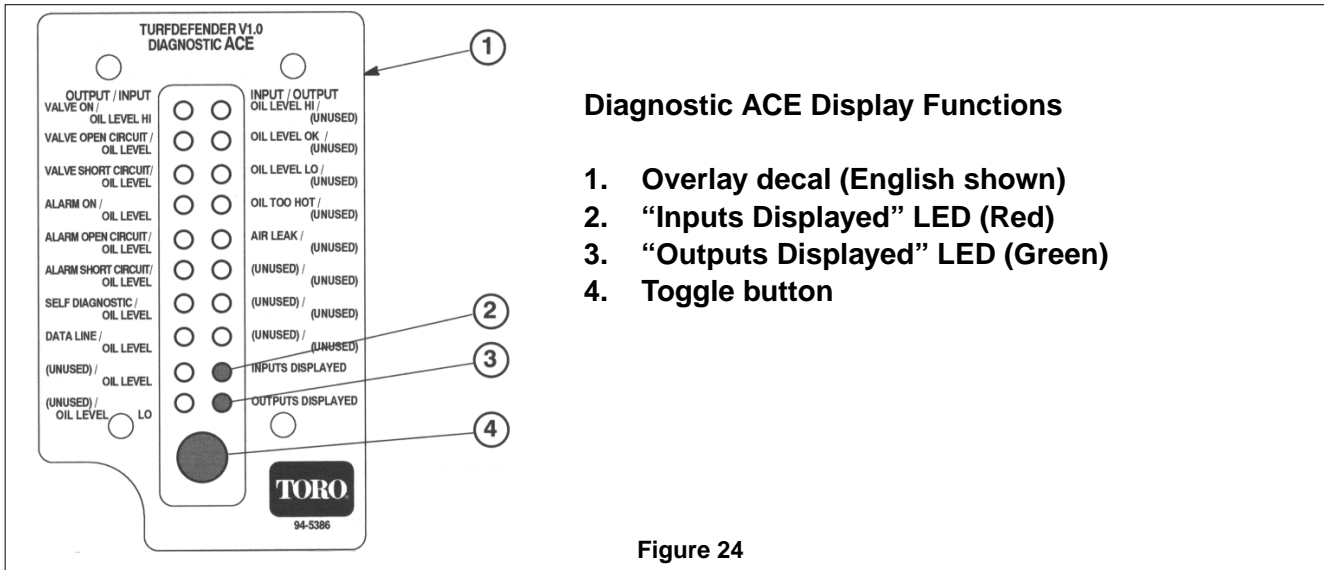 TURFDEFENDER V1.0
DIAGNOSTIC ACE
OUTPUT / INPUT
VALVE ON /
OIL LEVEL HI
VALVE OPEN CIRCUIT /
OIL LEVEL
VALVE SHORT CIRCUIT/
OIL LEVEL
ALARM ON /
OIL LEVEL
ALARM OPEN CIRCUIT/
OIL LEVEL
ALARM SHORT CIRCUIT/
OIL LEVEL
SELF DIAGNOSTIC /
OIL LEVEL
DATA LINE /
OIL LEVEL
(UNUSED) /
OIL LEVEL
(UNUSED) /
OIL LEVEL LO
INPUT / OUTPUT
OIL LEVEL HI /
(UNUSED)
OIL LEVEL OK /
(UNUSED)
OIL LEVEL LO /
(UNUSED)
OIL TOO HOT /
(UNUSED)
AIR LEAK /
(UNUSED)
(UNUSED) /
(UNUSED)
(UNUSED) /
(UNUSED)
(UNUSED) /
(UNUSED)
INPUTS DISPLAYED
OUTPUTS DISPLAYED
TORO
94-5386
1
2
3
4
Diagnostic ACE Display Functions
1. Overlay decal (English shown)
2. “Inputs Displayed” LED (Red)
3. “Outputs Displayed” LED (Green)
4. Toggle button
Figure 24